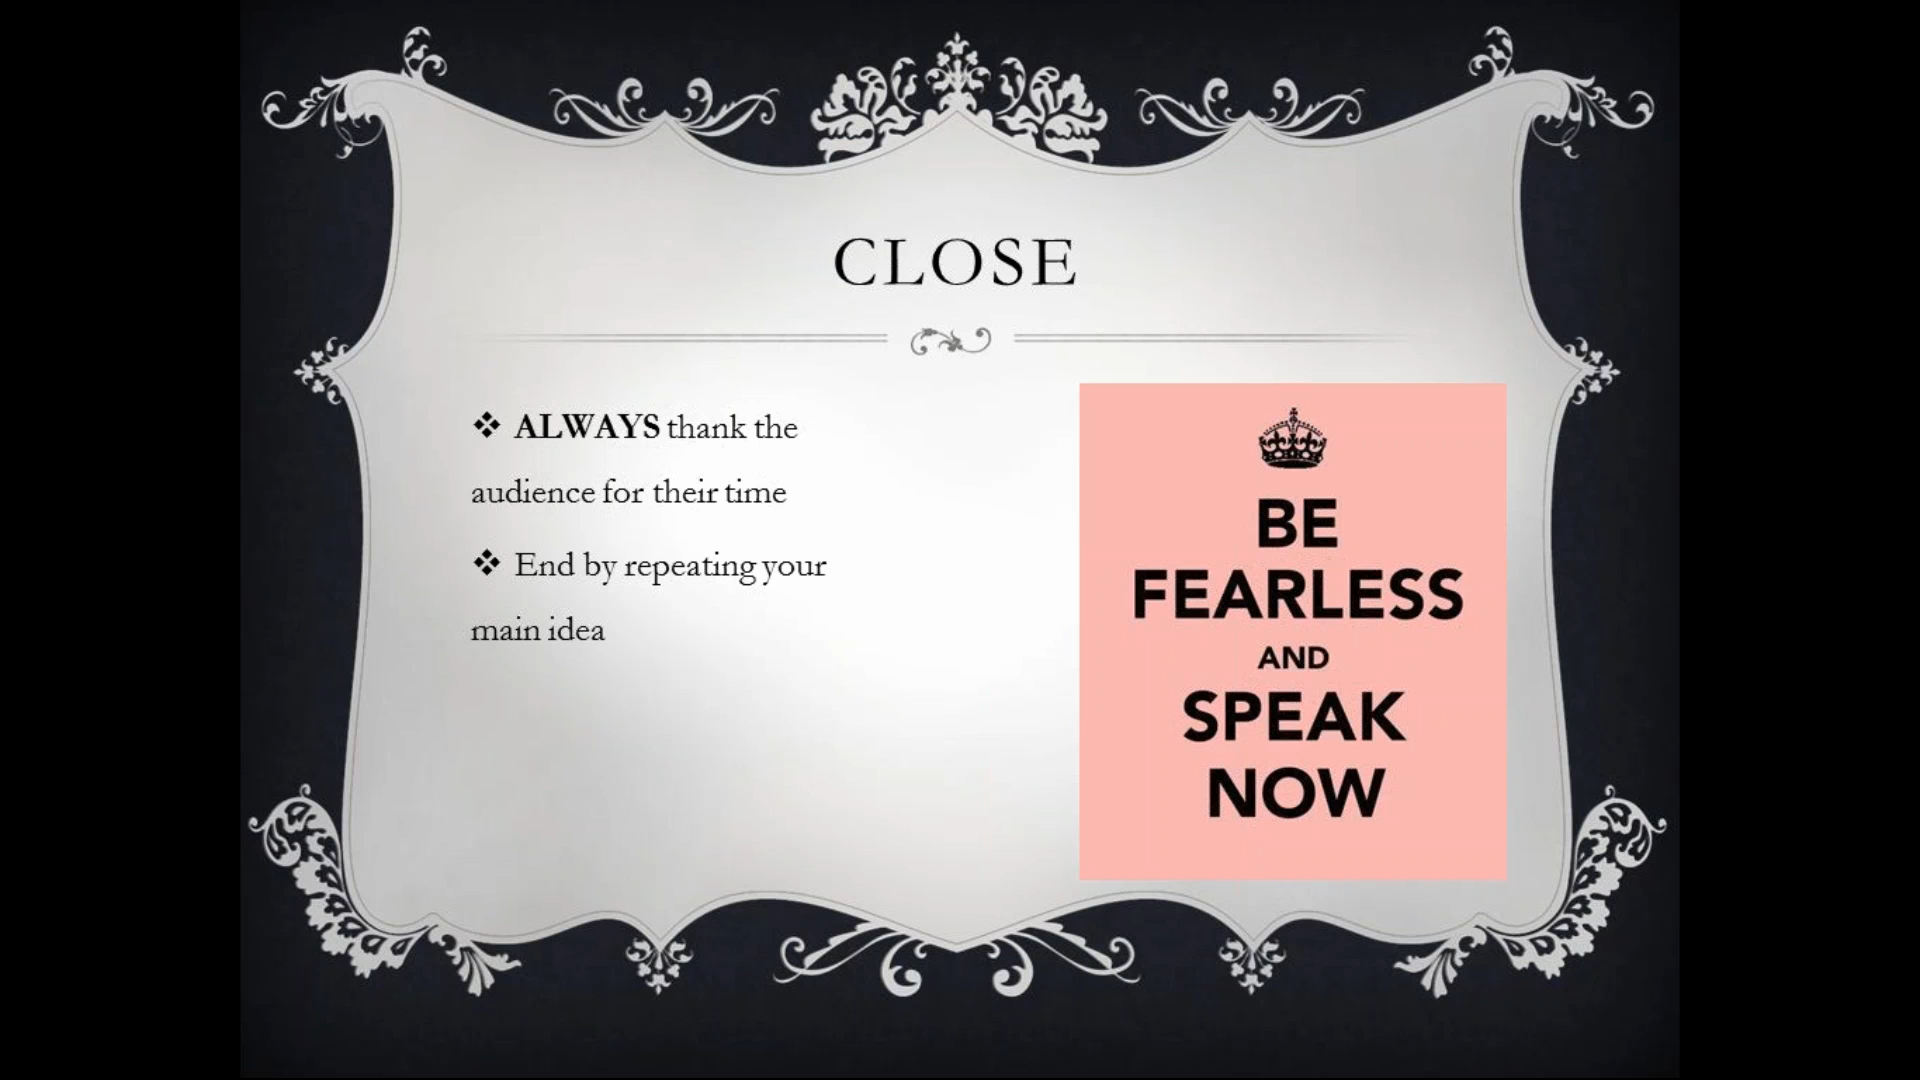 CLOSE
❖ ALWAYS thank the
audience for their time
❖ End by repeating your
main idea
BE
FEARLESS
AND
SPEAK
NOW